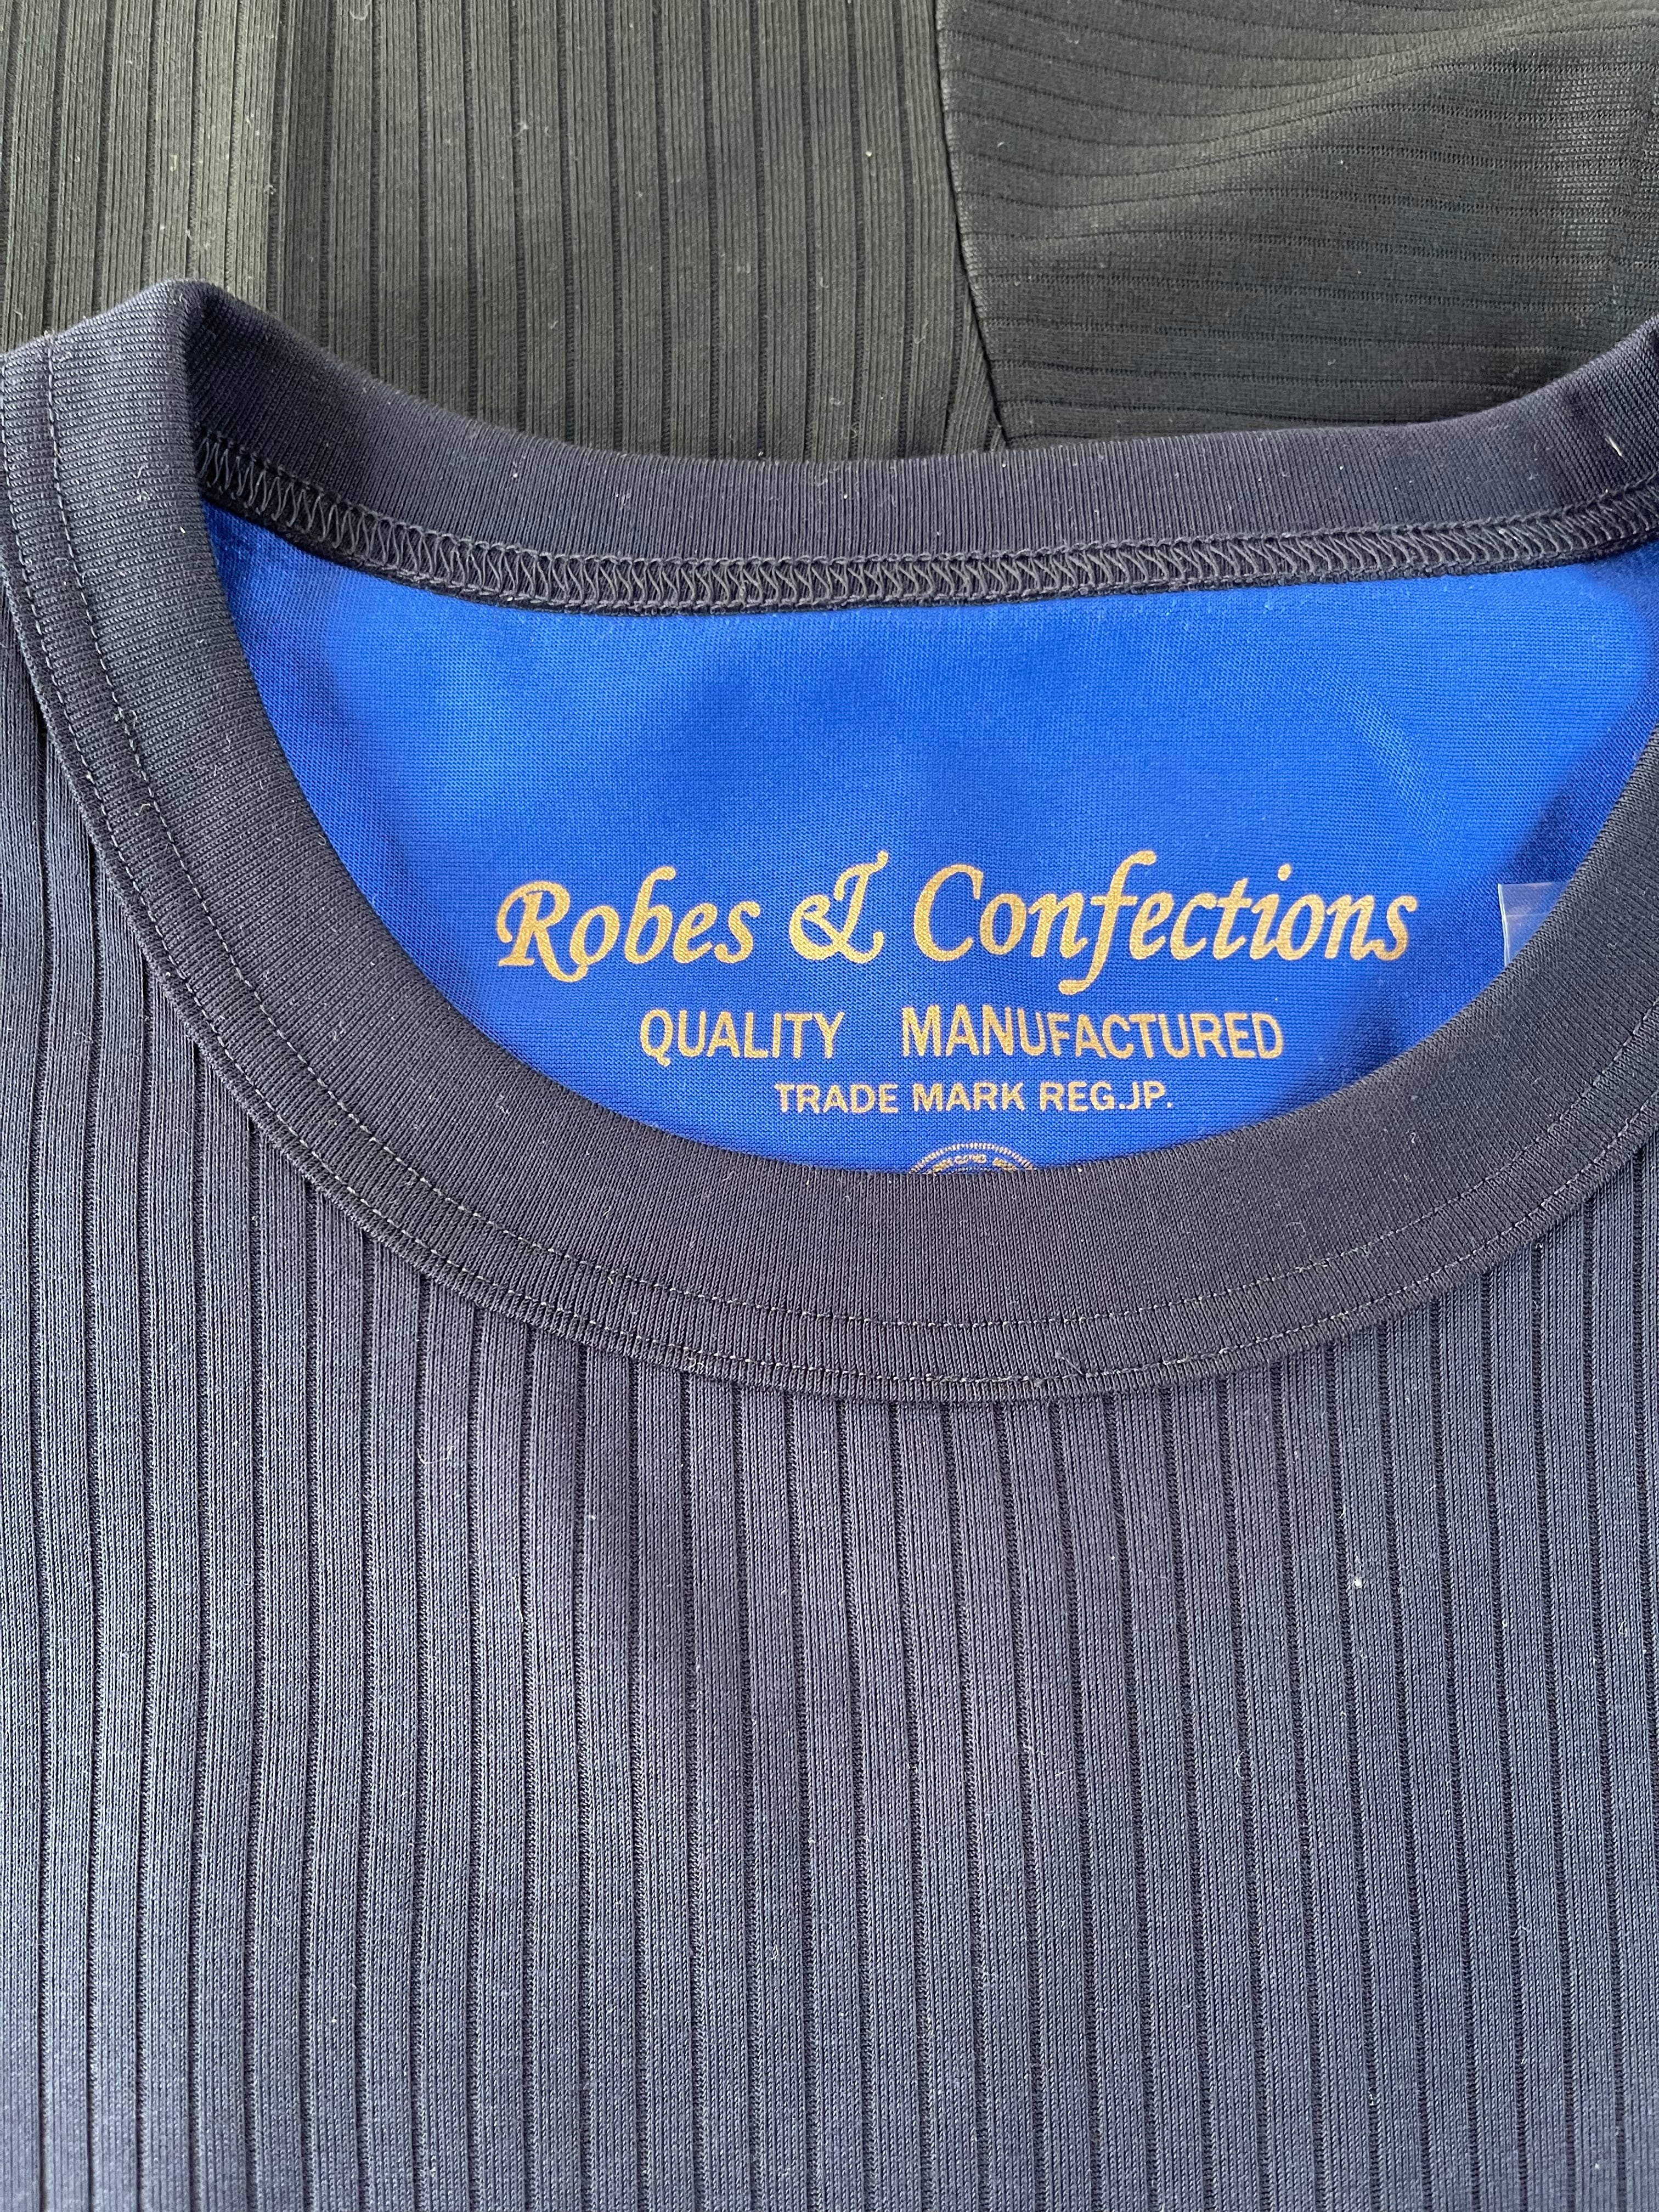 Robes & Confections
QUALITY MANUFACTURED
TRADE MARK REG.JP.